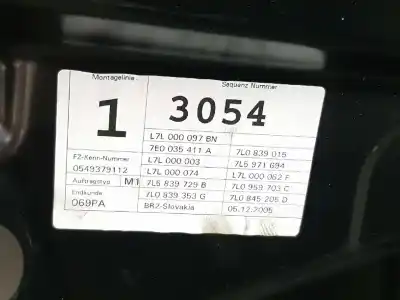 Montagelinie
Sequenz Nummer
1
3054
L7L 000 097 BN
7E0 035 411 A
7L0 839 015
FZ-Kenn-Nummer
L7L 000 003
7L5 971 694
0549379112
L7L 000 074
L7L 000 062 F
Auftragstyp
M1
7L5 839 729 B
7L0 959 703 C
Endkunde
7L0 839 353 G
7L0 845 205 D
069PA
BR2-Slovakia
05.12.2005